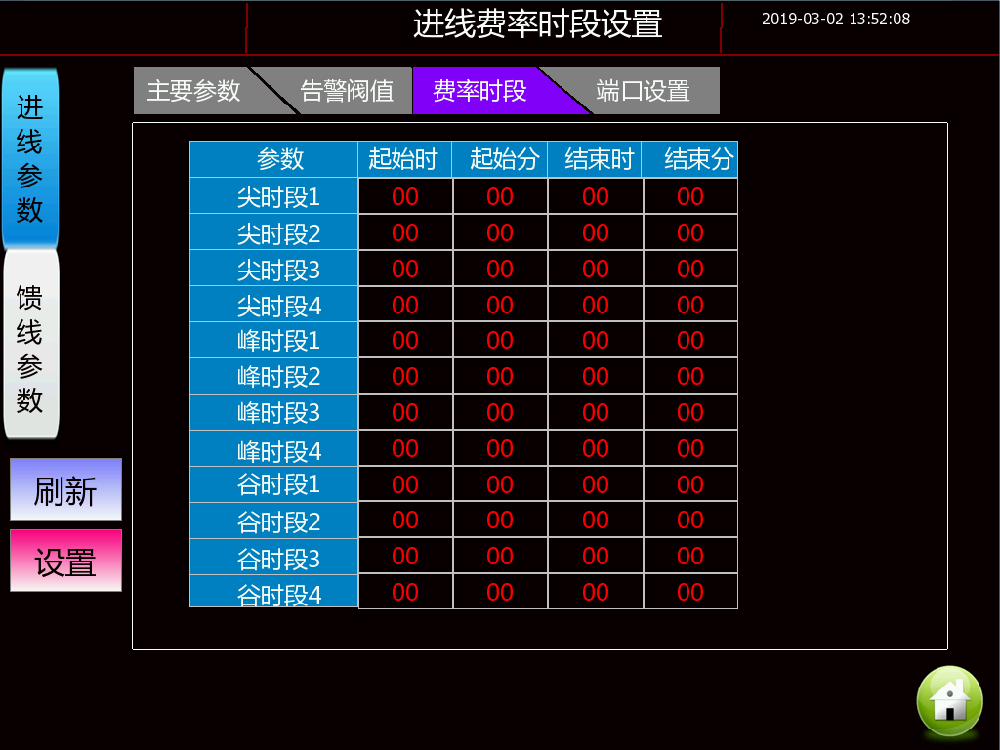 进线费率时段设置
2019-03-02 13:52:08
主要参数 告警阀值 费率时段 端口设置
进线参数
馈线参数
刷新
设置
参数 起始时 起始分 结束时 结束分
尖时段1 00 00 00 00
尖时段2 00 00 00 00
尖时段3 00 00 00 00
尖时段4 00 00 00 00
峰时段1 00 00 00 00
峰时段2 00 00 00 00
峰时段3 00 00 00 00
峰时段4 00 00 00 00
谷时段1 00 00 00 00
谷时段2 00 00 00 00
谷时段3 00 00 00 00
谷时段4 00 00 00 00